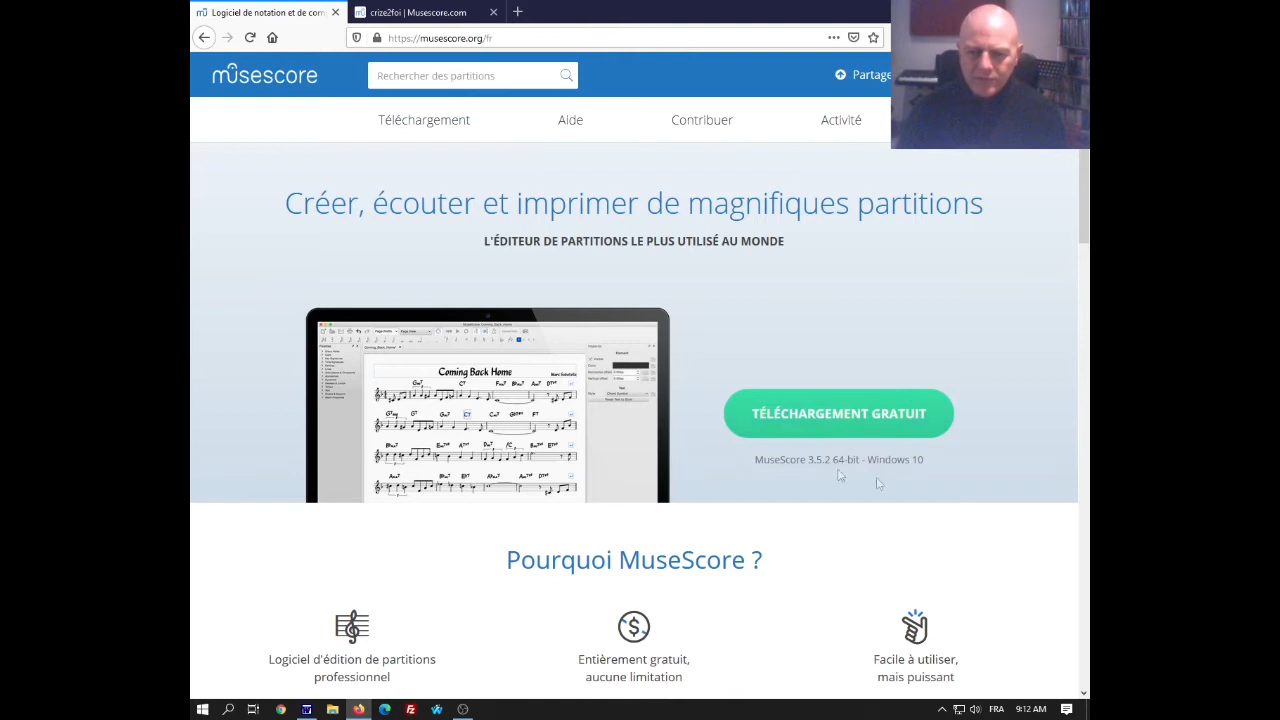 Logiciel de notation et de com
crize2foi | Musescore.com
https://musescore.org/fr
musescore
Rechercher des partitions
Partage
Téléchargement
Aide
Contribuer
Activité
Créer, écouter et imprimer de magnifiques partitions
L'ÉDITEUR DE PARTITIONS LE PLUS UTILISÉ AU MONDE
Coming Back Home
TÉLÉCHARGEMENT GRATUIT
MuseScore 3.5.2 64-bit - Windows 10
Pourquoi MuseScore ?
Logiciel d'édition de partitions
professionnel
Entièrement gratuit,
aucune limitation
Facile à utiliser,
mais puissant
FRA
9:12 AM